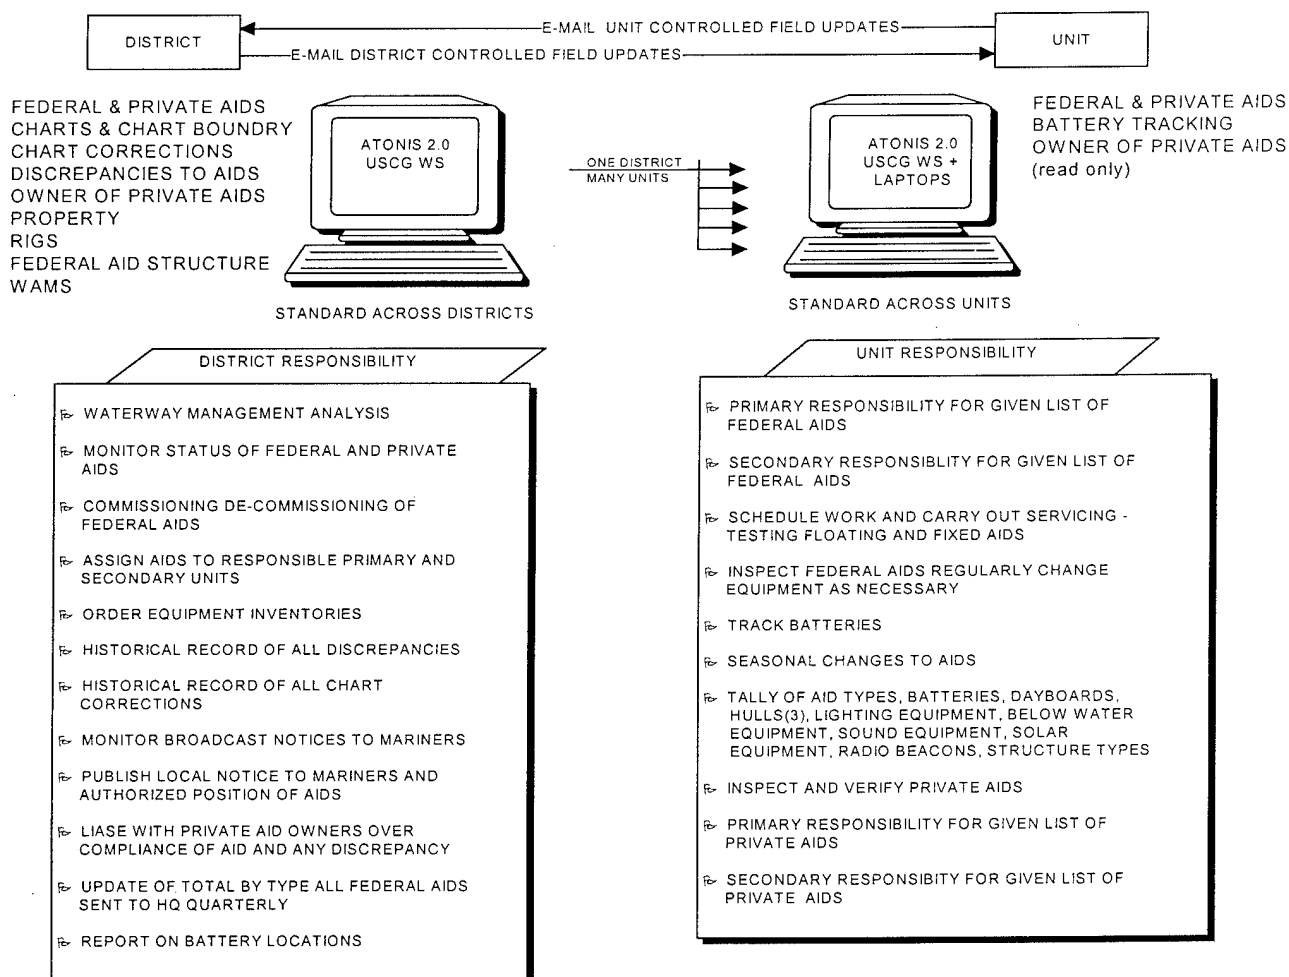 DISTRICT
E-MAIL UNIT CONTROLLED FIELD UPDATES
E-MAIL DISTRICT CONTROLLED FIELD UPDATES
UNIT
FEDERAL & PRIVATE AIDS
CHARTS & CHART BOUNDRY
CHART CORRECTIONS
DISCREPANCIES TO AIDS
OWNER OF PRIVATE AIDS
PROPERTY
RIGS
FEDERAL AID STRUCTURE
WAMS
ATONIS 2.0
USCG WS
STANDARD ACROSS DISTRICTS
ONE DISTRICT
MANY UNITS
ATONIS 2.0
USCG WS +
LAPTOPS
STANDARD ACROSS UNITS
FEDERAL & PRIVATE AIDS
BATTERY TRACKING
OWNER OF PRIVATE AIDS
(read only)
DISTRICT RESPONSIBILITY
WATERWAY MANAGEMENT ANALYSIS
MONITOR STATUS OF FEDERAL AND PRIVATE
AIDS
COMMISSIONING DE-COMMISSIONING OF
FEDERAL AIDS
ASSIGN AIDS TO RESPONSIBLE PRIMARY AND
SECONDARY UNITS
ORDER EQUIPMENT INVENTORIES
HISTORICAL RECORD OF ALL DISCREPANCIES
HISTORICAL RECORD OF ALL CHART
CORRECTIONS
MONITOR BROADCAST NOTICES TO MARINERS
PUBLISH LOCAL NOTICE TO MARINERS AND
AUTHORIZED POSITION OF AIDS
LIASE WITH PRIVATE AID OWNERS OVER
COMPLIANCE OF AID AND ANY DISCREPANCY
UPDATE OF TOTAL BY TYPE ALL FEDERAL AIDS
SENT TO HQ QUARTERLY
REPORT ON BATTERY LOCATIONS
UNIT RESPONSIBILITY
PRIMARY RESPONSIBILITY FOR GIVEN LIST OF
FEDERAL AIDS
SECONDARY RESPONSIBLITY FOR GIVEN LIST OF
FEDERAL AIDS
SCHEDULE WORK AND CARRY OUT SERVICING -
TESTING FLOATING AND FIXED AIDS
INSPECT FEDERAL AIDS REGULARLY CHANGE
EQUIPMENT AS NECESSARY
TRACK BATTERIES
SEASONAL CHANGES TO AIDS
TALLY OF AID TYPES, BATTERIES, DAYBOARDS,
HULLS(3), LIGHTING EQUIPMENT, BELOW WATER
EQUIPMENT, SOUND EQUIPMENT, SOLAR
EQUIPMENT, RADIO BEACONS, STRUCTURE TYPES
INSPECT AND VERIFY PRIVATE AIDS
PRIMARY RESPONSIBILITY FOR GIVEN LIST OF
PRIVATE AIDS
SECONDARY RESPONSIBITY FOR GIVEN LIST OF
PRIVATE AIDS